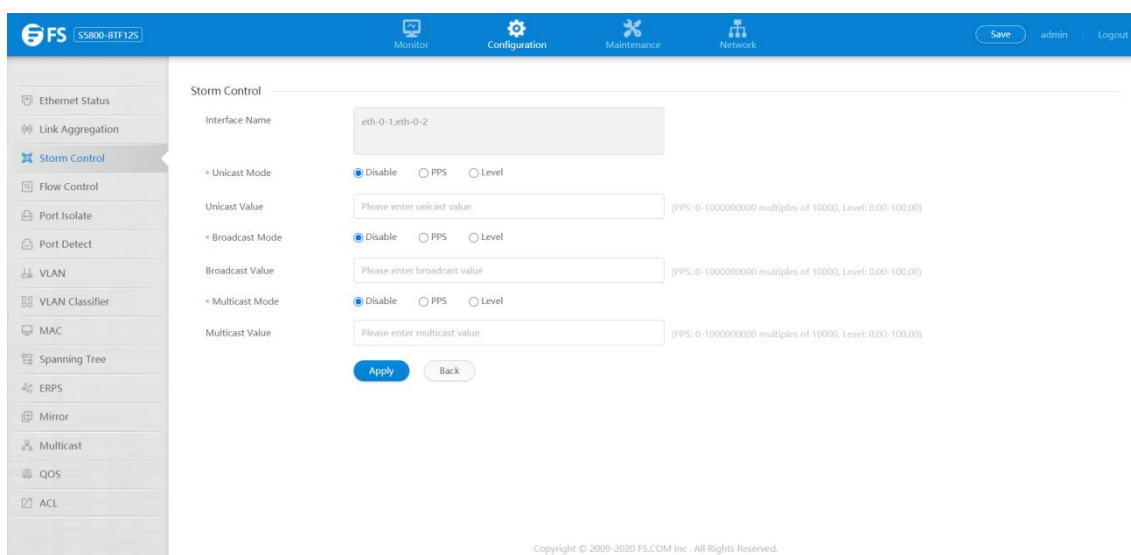 FS S5800-8TF12S
Monitor
Configuration
Maintenance
Network
Save
admin
Logout
Ethernet Status
Link Aggregation
Storm Control
Flow Control
Port Isolate
Port Detect
VLAN
VLAN Classifier
MAC
Spanning Tree
ERPS
Mirror
Multicast
QOS
ACL
Storm Control
Interface Name
eth-0-1,eth-0-2
* Unicast Mode Disable PPS Level
Unicast Value Please enter unicast value (PPS: 0-1000000000 multiples of 10000, Level: 0.00-100.00)
* Broadcast Mode Disable PPS Level
Broadcast Value Please enter broadcast value (PPS: 0-1000000000 multiples of 10000, Level: 0.00-100.00)
* Multicast Mode Disable PPS Level
Multicast Value Please enter multicast value (PPS: 0-1000000000 multiples of 10000, Level: 0.00-100.00)
Apply Back
Copyright © 2009-2020 FS.COM Inc . All Rights Reserved.